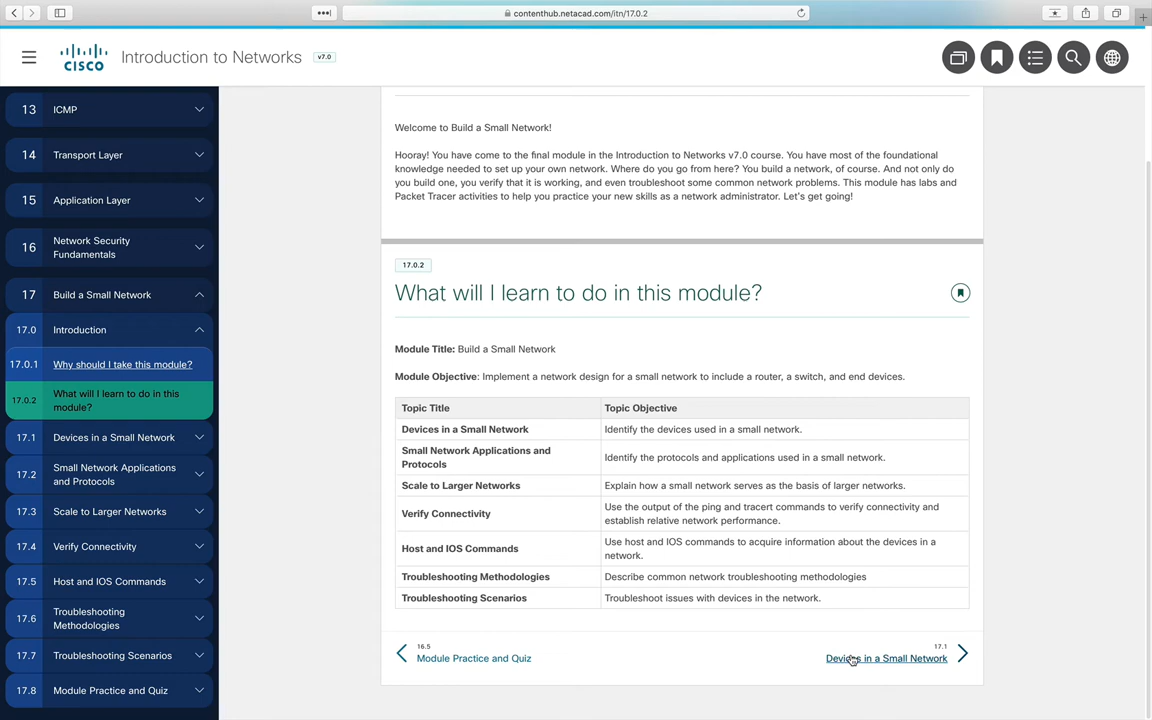 contenthub.netacad.com/itn/17.0.2
CISCO
Introduction to Networks
v7.0
13 ICMP
14 Transport Layer
15 Application Layer
16 Network Security
Fundamentals
17 Build a Small Network
17.0 Introduction
17.0.1 Why should I take this module?
17.0.2 What will I learn to do in this
module?
17.1 Devices in a Small Network
17.2 Small Network Applications
and Protocols
17.3 Scale to Larger Networks
17.4 Verify Connectivity
17.5 Host and IOS Commands
17.6 Troubleshooting
Methodologies
17.7 Troubleshooting Scenarios
17.8 Module Practice and Quiz
Welcome to Build a Small Network!
Hooray! You have come to the final module in the Introduction to Networks v7.0 course. You have most of the foundational
knowledge needed to set up your own network. Where do you go from here? You build a network, of course. And not only do
you build one, you verify that it is working, and even troubleshoot some common network problems. This module has labs and
Packet Tracer activities to help you practice your new skills as a network administrator. Let's get going!
17.0.2
What will I learn to do in this module?
Module Title: Build a Small Network
Module Objective: Implement a network design for a small network to include a router, a switch, and end devices.
Topic Title Topic Objective
Devices in a Small Network Identify the devices used in a small network.
Small Network Applications and
Protocols
Identify the protocols and applications used in a small network.
Scale to Larger Networks Explain how a small network serves as the basis of larger networks.
Verify Connectivity
Use the output of the ping and tracert commands to verify connectivity and
establish relative network performance.
Host and IOS Commands
Use host and IOS commands to acquire information about the devices in a
network.
Troubleshooting Methodologies Describe common network troubleshooting methodologies
Troubleshooting Scenarios Troubleshoot issues with devices in the network.
16.5
Module Practice and Quiz
17.1
Devices in a Small Network